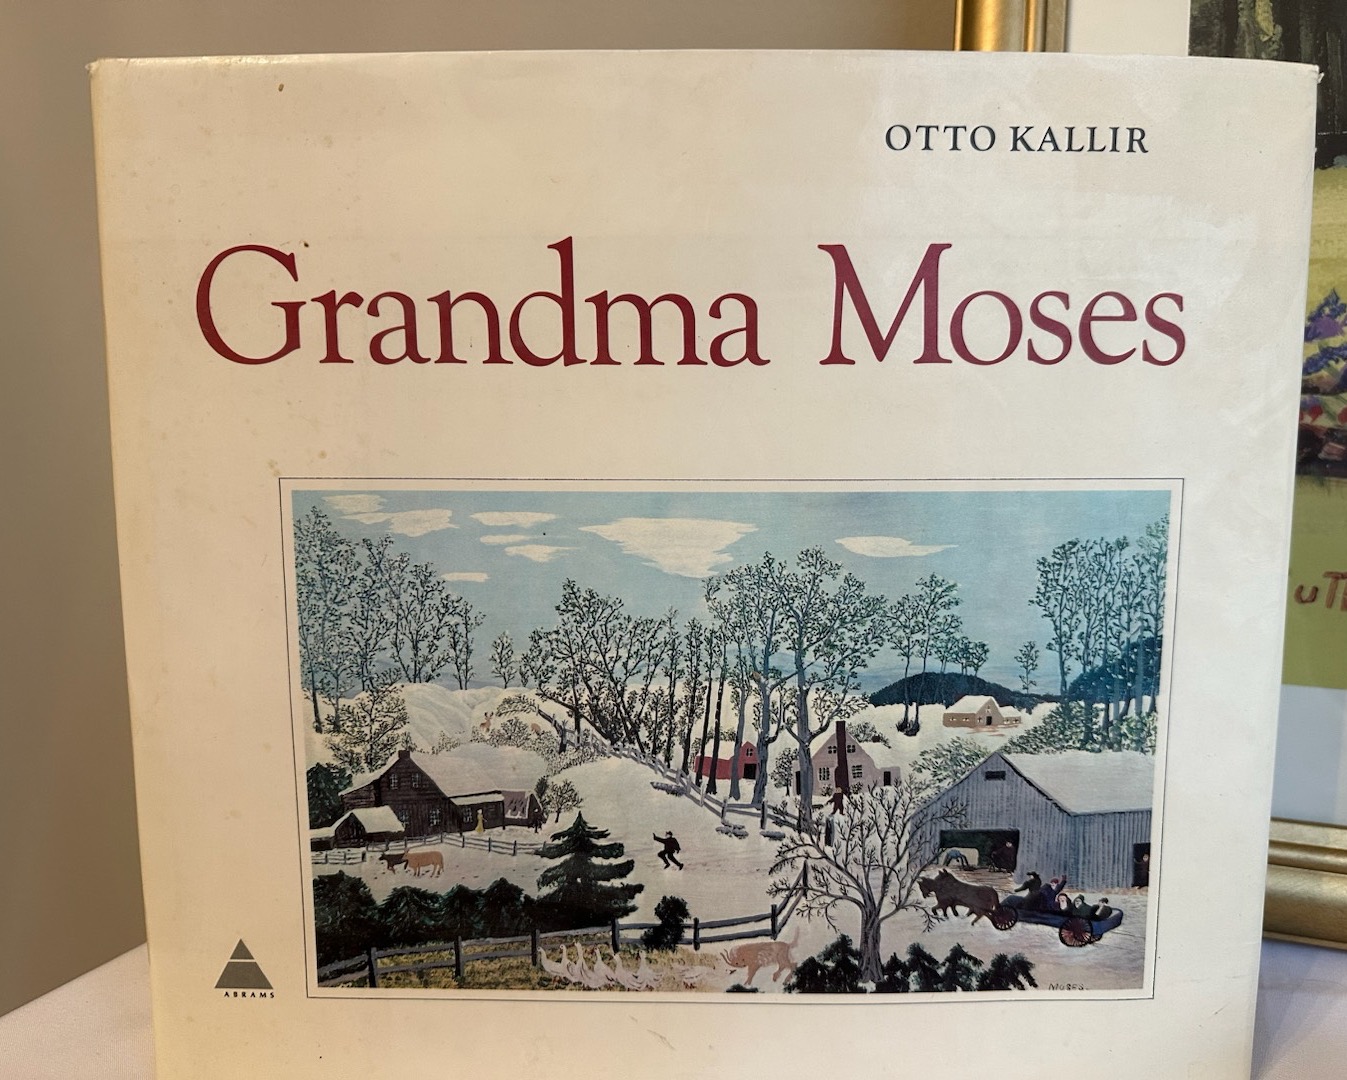 OTTO KALLIR
Grandma Moses
MOSES.
ABRAMS